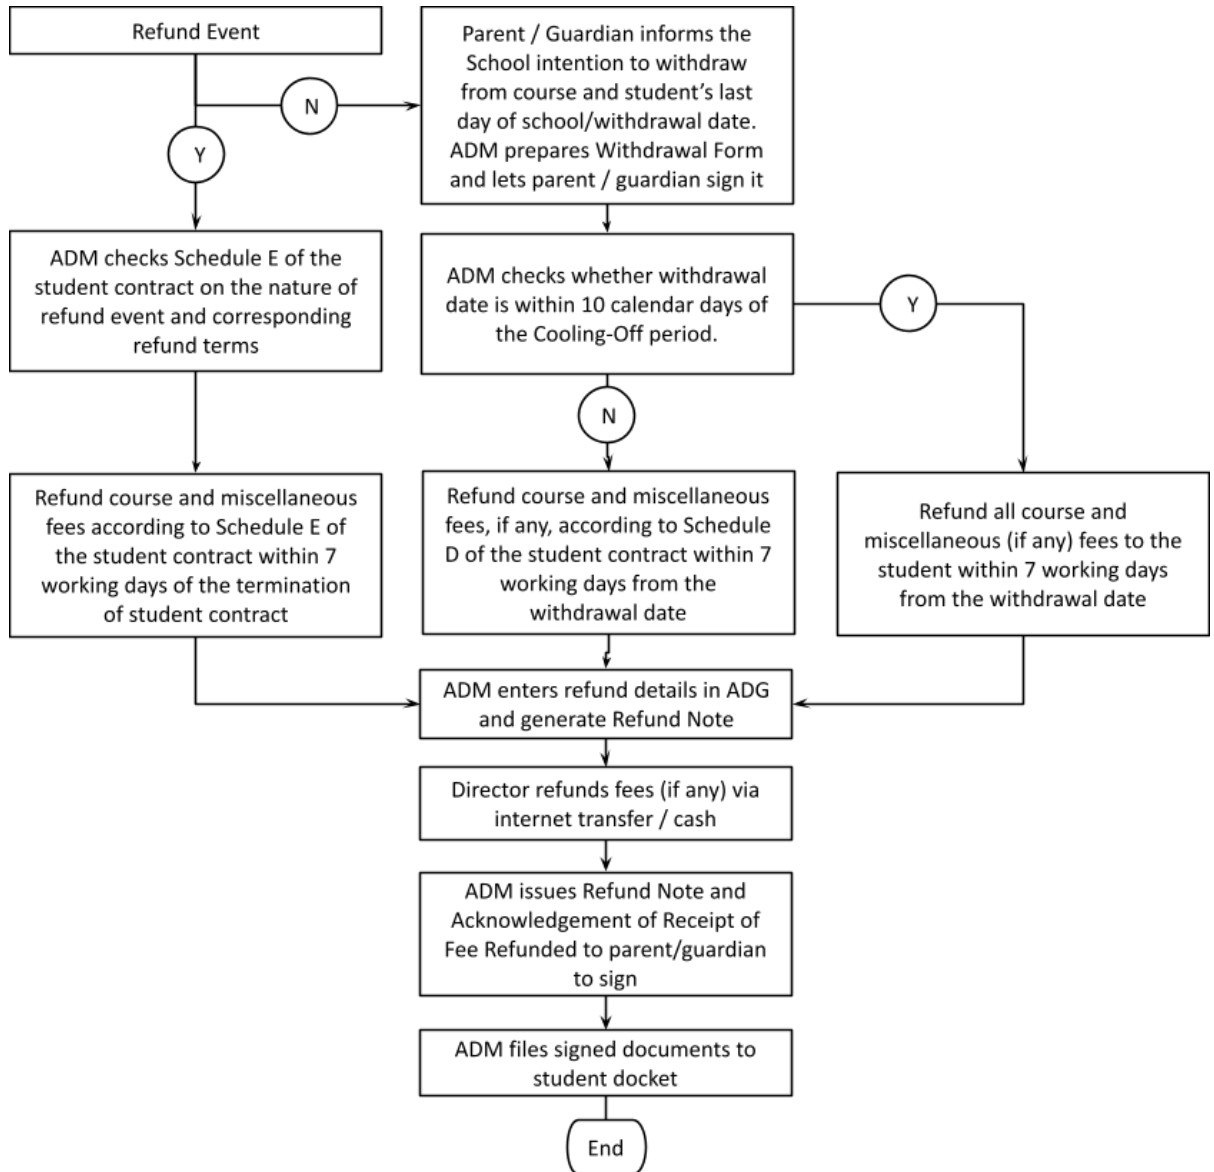 Refund Event
Parent / Guardian informs the
School intention to withdraw
from course and student's last
day of school/withdrawal date.
ADM prepares Withdrawal Form
and lets parent / guardian sign it
N
Y
ADM checks Schedule E of the
student contract on the nature of
refund event and corresponding
refund terms
ADM checks whether withdrawal
date is within 10 calendar days of
the Cooling-Off period.
Y
N
Refund course and miscellaneous
fees according to Schedule E of
the student contract within 7
working days of the termination
of student contract
Refund course and miscellaneous
fees, if any, according to Schedule
D of the student contract within 7
working days from the
withdrawal date
Refund all course and
miscellaneous (if any) fees to the
student within 7 working days
from the withdrawal date
ADM enters refund details in ADG
and generate Refund Note
Director refunds fees (if any) via
internet transfer / cash
ADM issues Refund Note and
Acknowledgement of Receipt of
Fee Refunded to parent/guardian
to sign
ADM files signed documents to
student docket
End